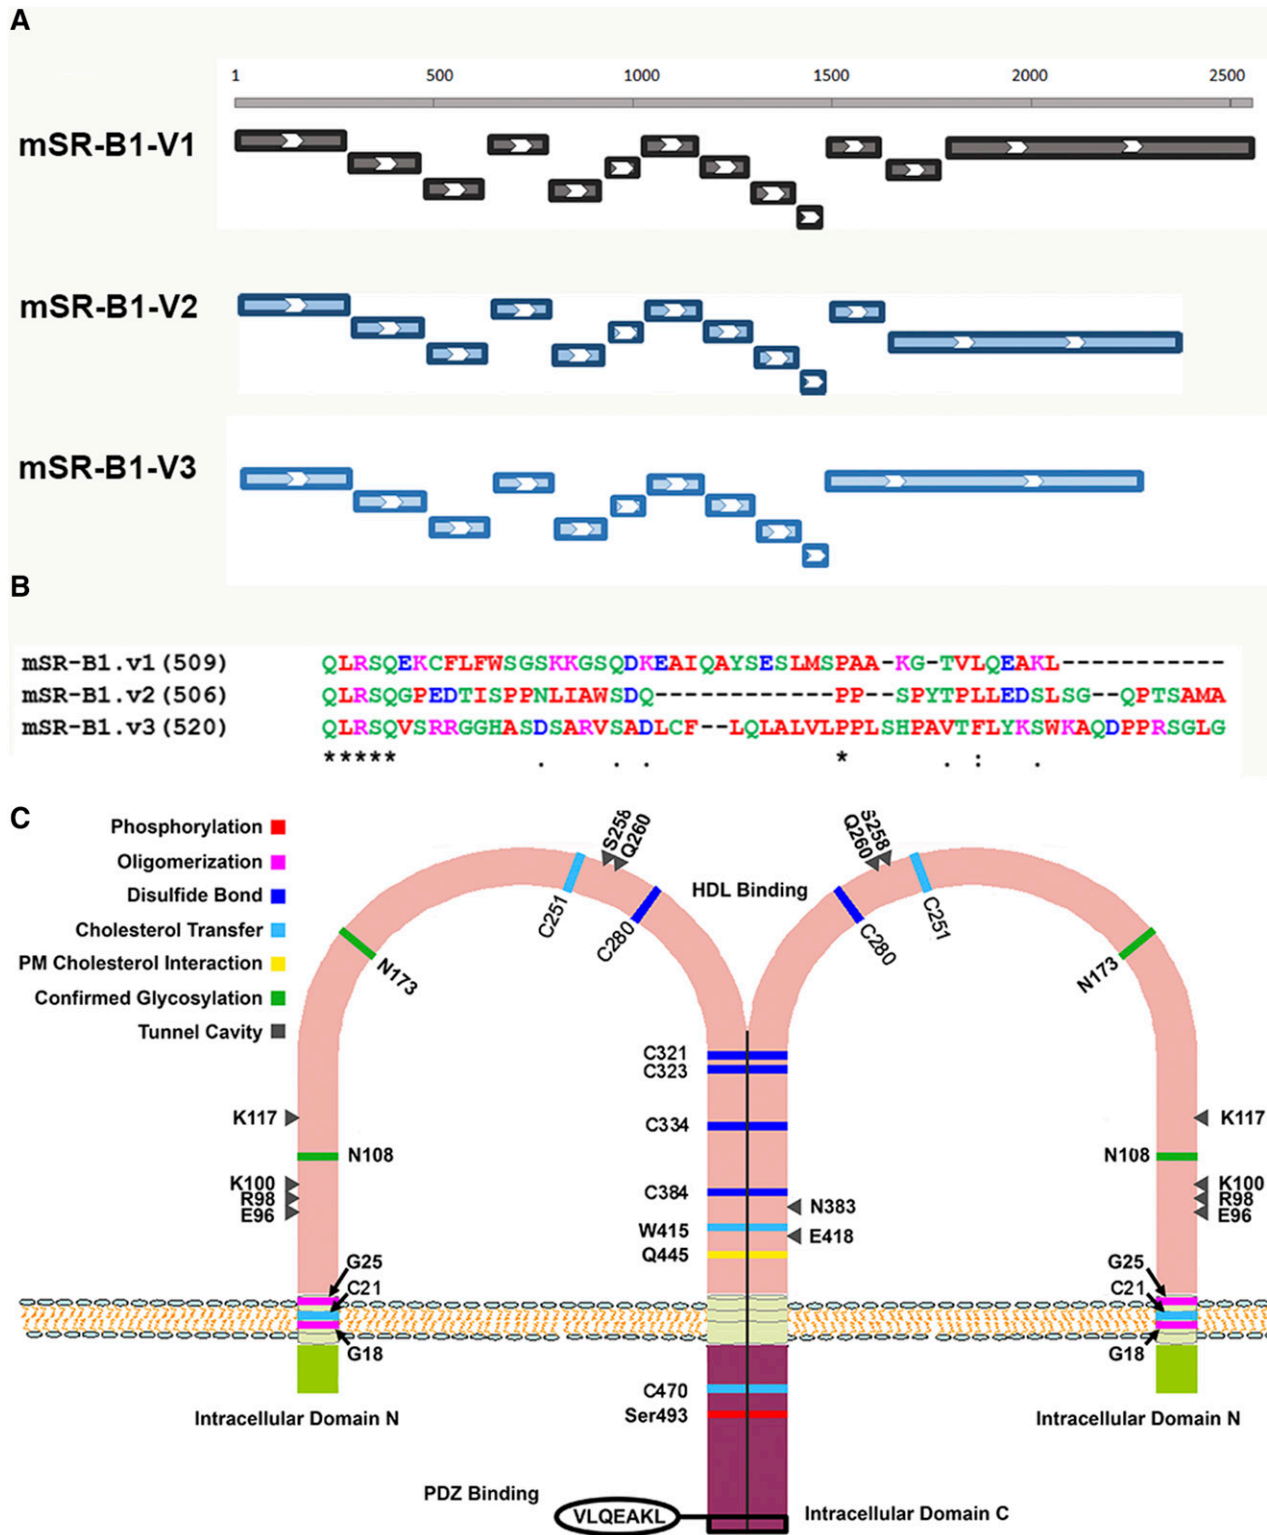 A
1 500 1000 1500 2000 2500
mSR-B1-V1
mSR-B1-V2
mSR-B1-V3
B
mSR-B1.v1(509) QLRSQEKCFLFWSGSKKGSQDKEAIQAYSESLMSPAA-KG-TVLQEAKL-----------
mSR-B1.v2(506) QLRSQGPEDTISPPNLIAWSDQ------------PP--SPYTPLLEDSLSG--QPTSAMA
mSR-B1.v3(520) QLRSQVSRRGGHASDSARVSADLCF--LQLALVLPPLSHPAVTFLYKSWKAQDPPRSGLG
***** . . . * . : .
C
Phosphorylation
Oligomerization
Disulfide Bond
Cholesterol Transfer
PM Cholesterol Interaction
Confirmed Glycosylation
Tunnel Cavity
S258
Q260
C251
C280
N173
HDL Binding
S258
Q260
C251
C280
N173
C321
C323
C334
C384
W415
Q445
N383
E418
K117
N108
K100
R98
E96
G25
C21
G18
K117
N108
K100
R98
E96
G25
C21
G18
C470
Ser493
Intracellular Domain N
Intracellular Domain N
PDZ Binding
VLQEAKL
Intracellular Domain C